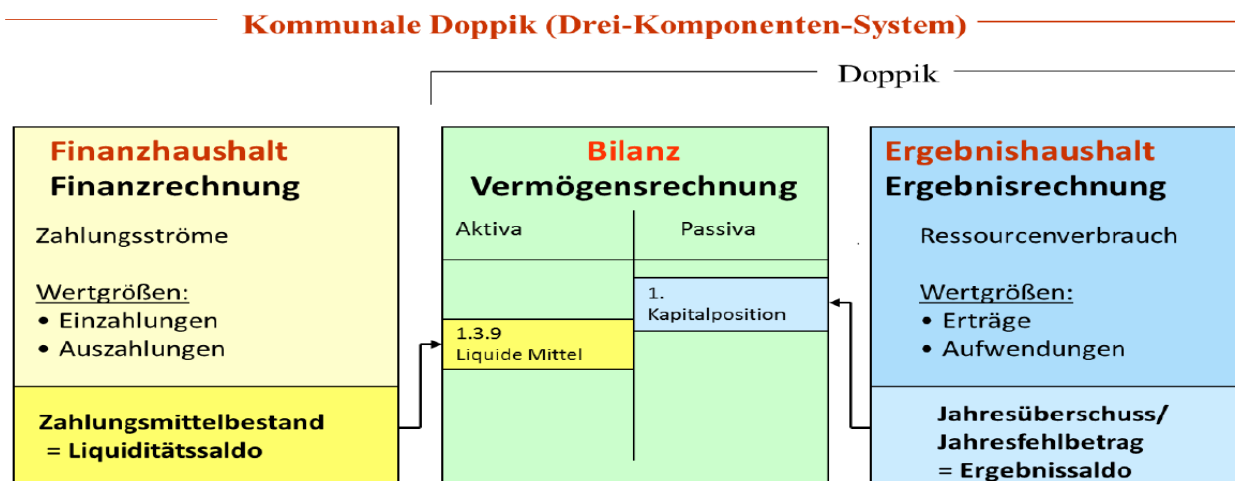 Kommunale Doppik (Drei-Komponenten-System)
Doppik
Finanzhaushalt
Finanzrechnung
Zahlungsströme
Wertgrößen:
• Einzahlungen
• Auszahlungen
Zahlungsmittelbestand
= Liquiditätssaldo
Bilanz
Vermögensrechnung
Aktiva
Passiva
1.
Kapitalposition
1.3.9
Liquide Mittel
Ergebnishaushalt
Ergebnisrechnung
Ressourcenverbrauch
Wertgrößen:
• Erträge
• Aufwendungen
Jahresüberschuss/
Jahresfehlbetrag
= Ergebnissaldo